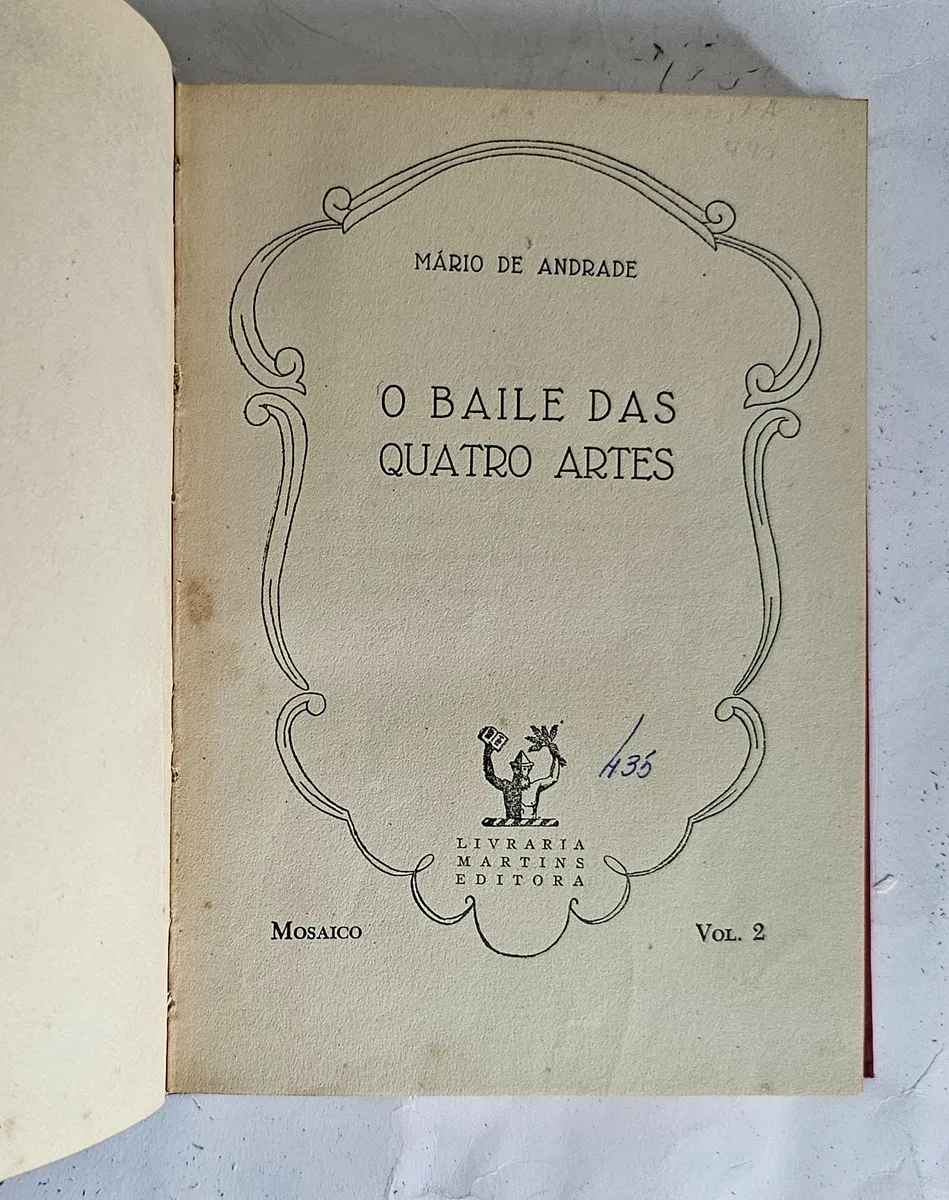 MÁRIO DE ANDRADE
O BAILE DAS
QUATRO ARTES
435
LIVRARIA
MARTINS
EDITORA
MOSAICO
VOL. 2